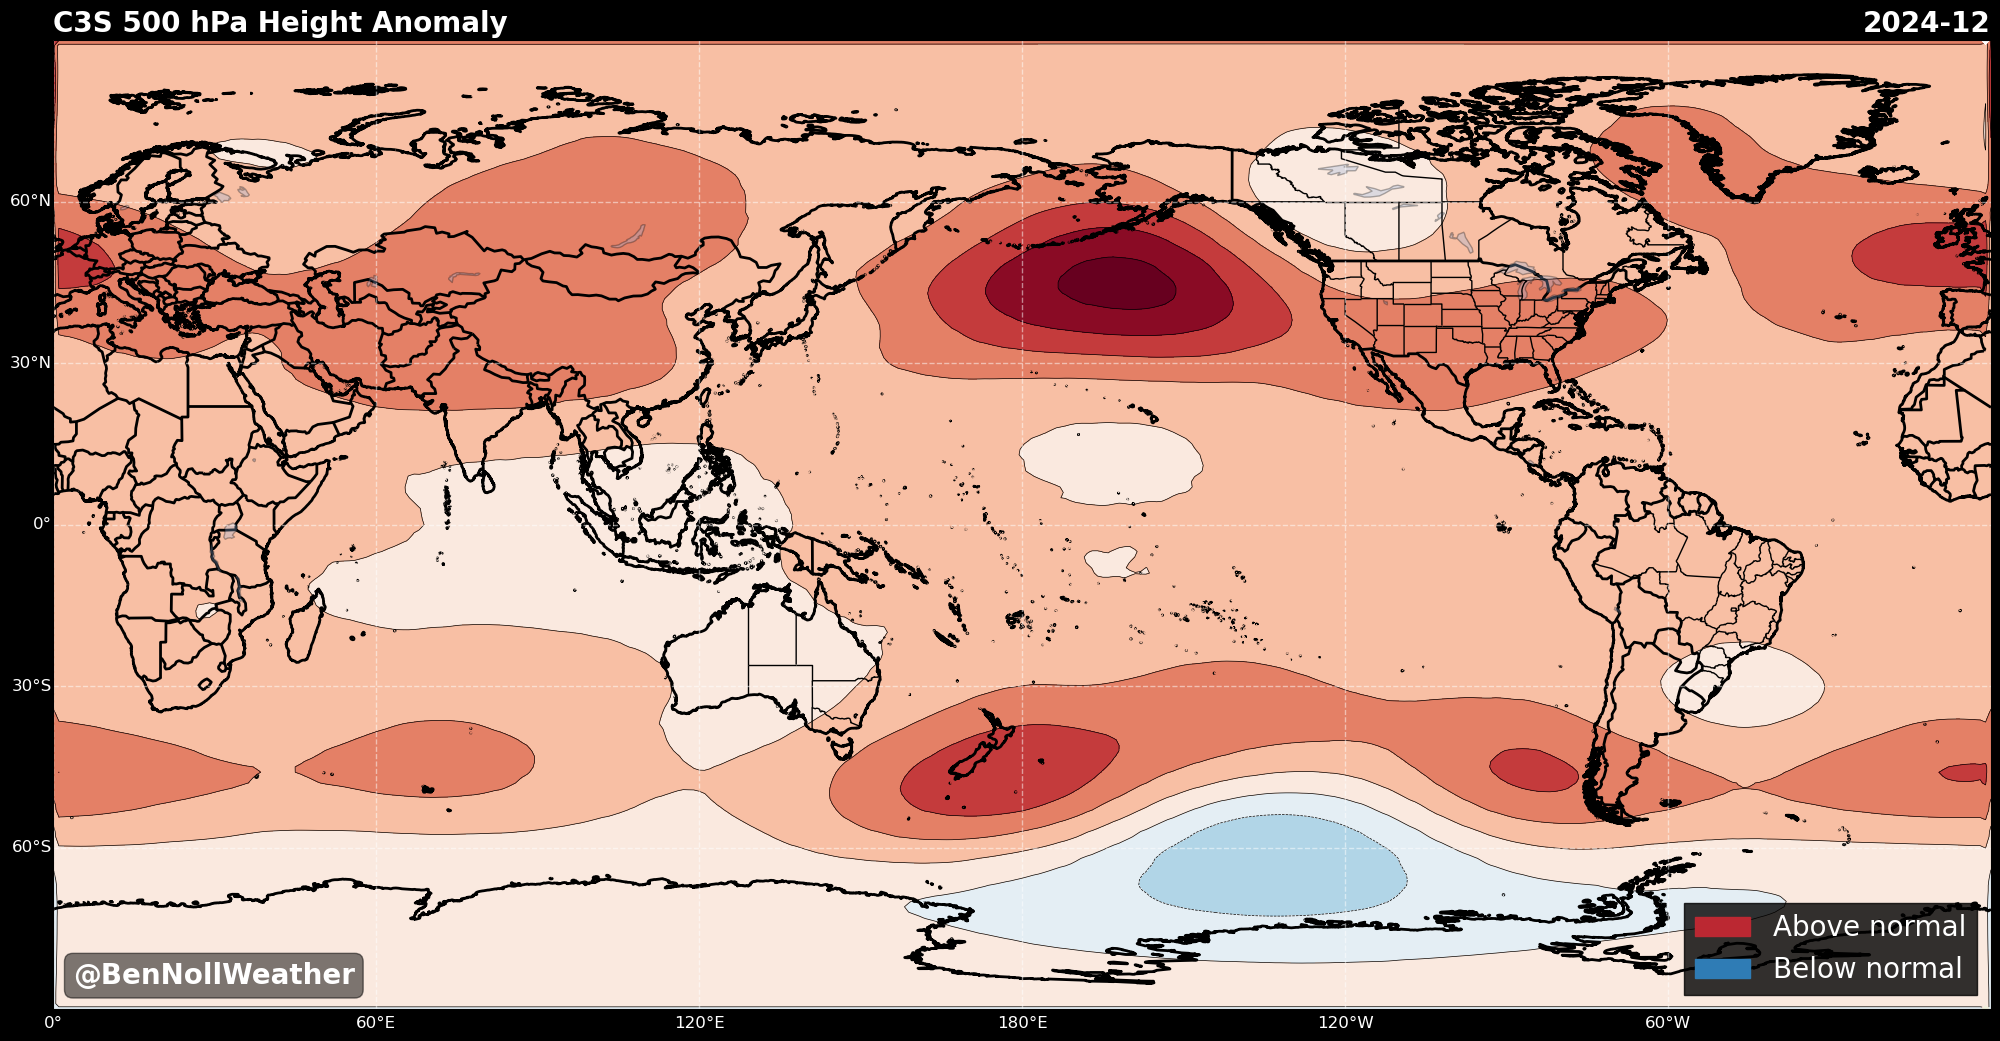 C3S 500 hPa Height Anomaly
2024-12
60°N
30°N
0°
30°S
60°S
Above normal
Below normal
@BenNollWeather
0°
60°E
120°E
180°E
120°W
60°W